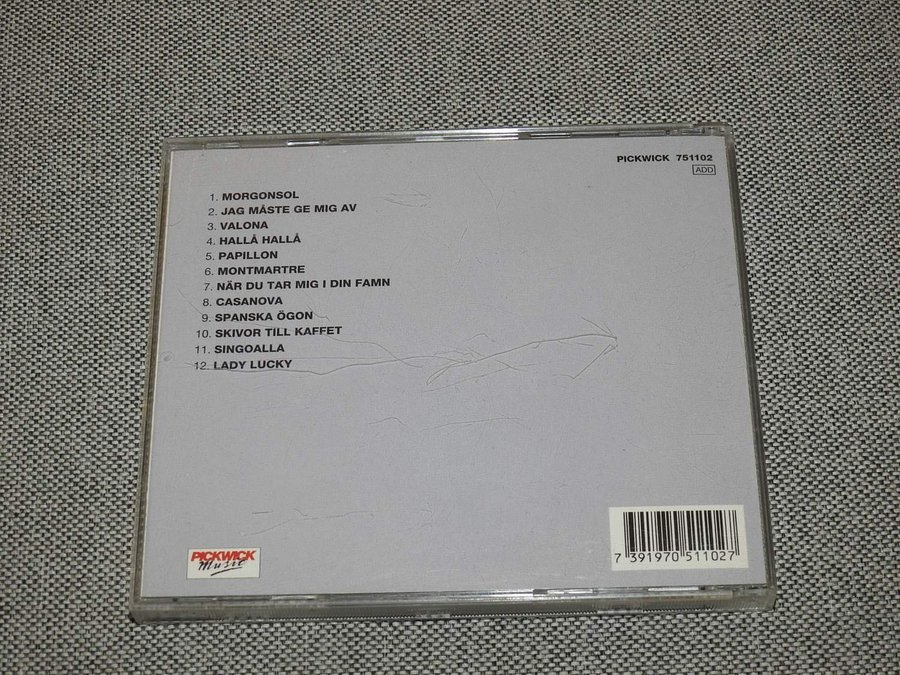 PICKWICK 751102
ADD
1. MORGONSOL
2. JAG MÅSTE GE MIG AV
3. VALONA
4. HALLÅ HALLÅ
5. PAPILLON
6. MONTMARTRE
7. NÄR DU TAR MIG I DIN FAMN
8. CASANOVA
9. SPANSKA ÖGON
10. SKIVOR TILL KAFFET
11. SINGOALLA
12. LADY LUCKY
PICKWICK
Music
7 391970 511027